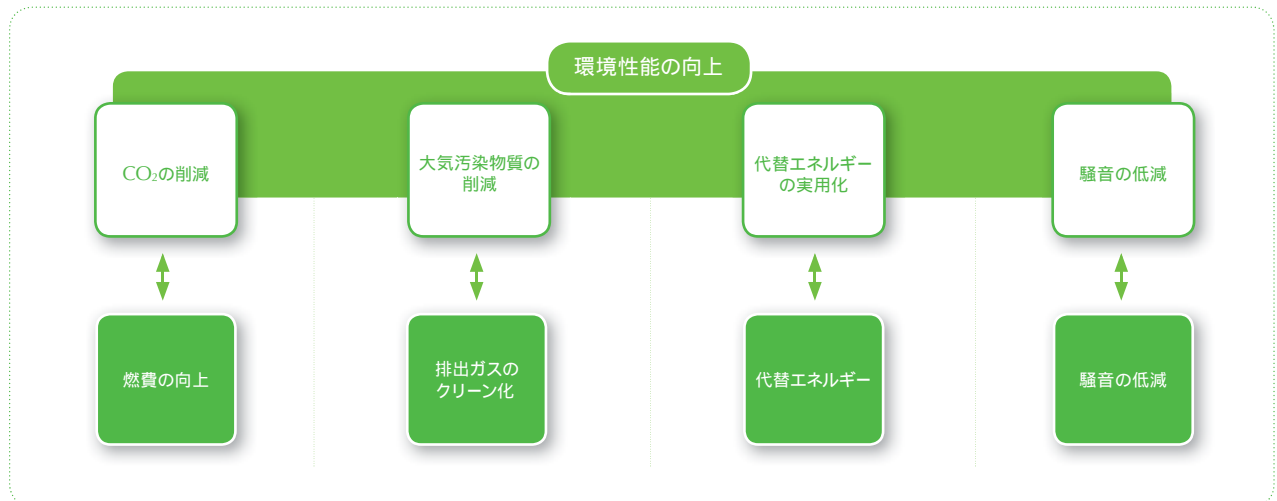 環境性能の向上
CO₂の削減
大気汚染物質の
削減
代替エネルギー
の実用化
騒音の低減
燃費の向上
排出ガスの
クリーン化
代替エネルギー
騒音の低減